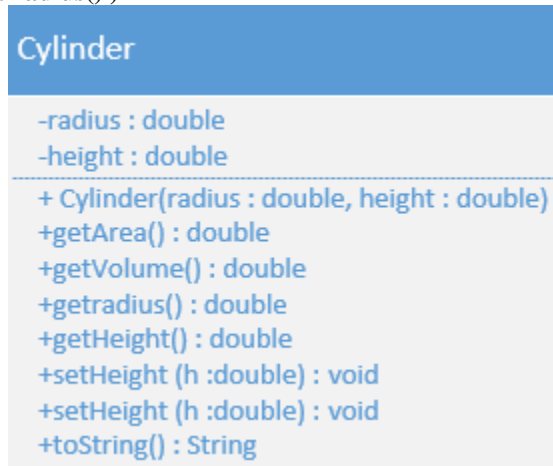 Cylinder
-radius : double
-height : double
+ Cylinder(radius : double, height : double)
+getArea() : double
+getVolume() : double
+getradius() : double
+getHeight() : double
+setHeight (h :double) : void
+setHeight (h :double) : void
+toString() : String